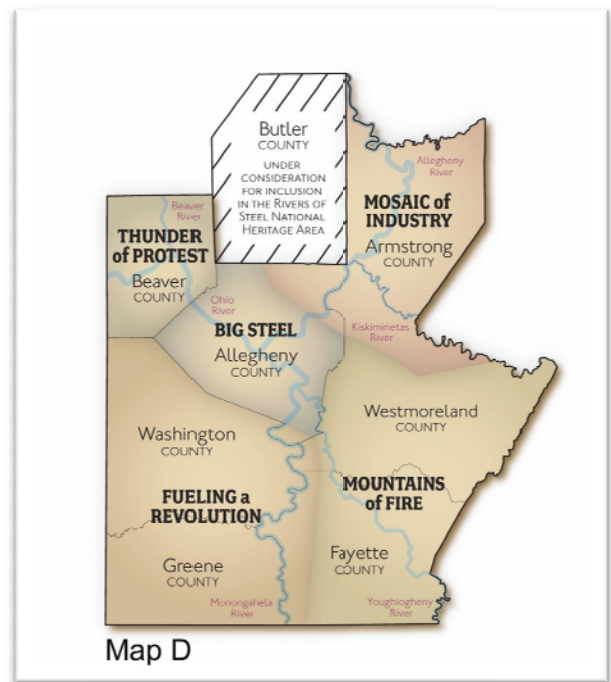 Butler
COUNTY
UNDER
CONSIDERATION
FOR INCLUSION
IN THE RIVERS OF
STEEL NATIONAL
HERITAGE AREA
Allegheny
River
MOSAIC of
INDUSTRY
Armstrong
COUNTY
Beaver
River
THUNDER
of PROTEST
Beaver
COUNTY
Ohio
River
BIG STEEL
Allegheny
COUNTY
Kiskiminetas
River
Westmoreland
COUNTY
Washington
COUNTY
FUELING a
REVOLUTION
MOUNTAINS
of FIRE
Greene
COUNTY
Fayette
COUNTY
Monongahela
River
Youghiogheny
River
Map D